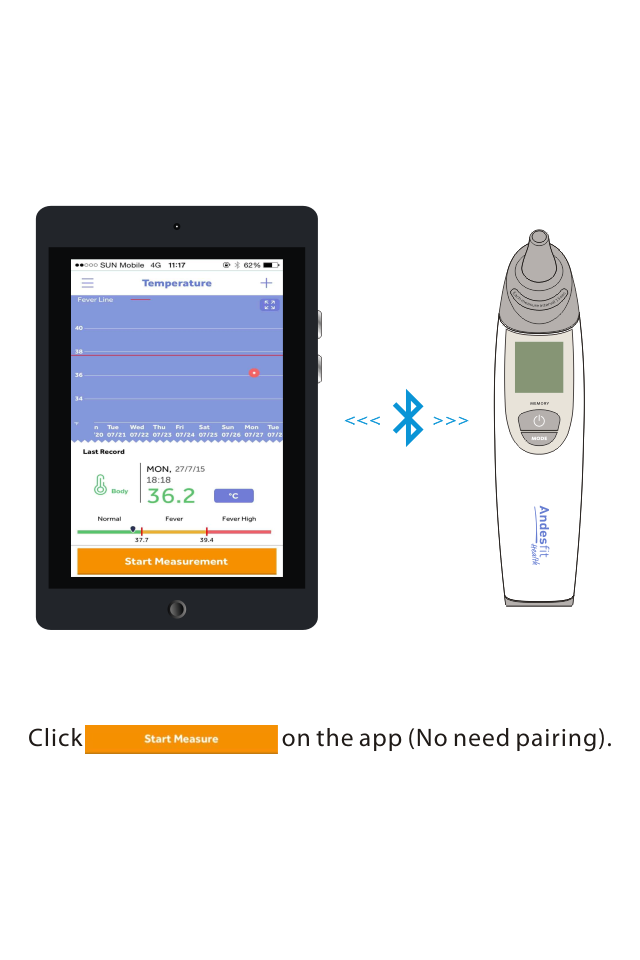 SUN Mobile 4G 11:17 62%
Temperature
Fever Line
40
38
36
34
n Tue Wed Thu Fri Sat Sun Mon Tue
'20 07/21 07/22 07/23 07/24 07/25 07/26 07/27 07/2
Last Record
MON, 27/7/15
18:18
Body 36.2 °C
Normal Fever Fever High
37.7 39.4
Start Measurement
<<< >>>
MEMORY
MODE
Andesfit
Health
Click Start Measure on the app (No need pairing).